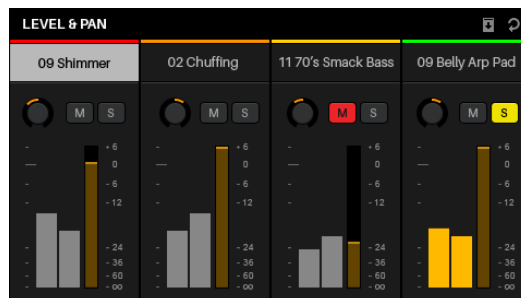 LEVEL & PAN
09 Shimmer 02 Chuffing 11 70's Smack Bass 09 Belly Arp Pad
M S M S M S M S
+ 6 + 6 + 6 + 6
0 0 0 0
- 6 - 6 - 6 - 6
- 12 - 12 - 12 - 12
- 24 - 24 - 24 - 24
- 36 - 36 - 36 - 36
- 60 - 60 - 60 - 60
- ∞ - ∞ - ∞ - ∞